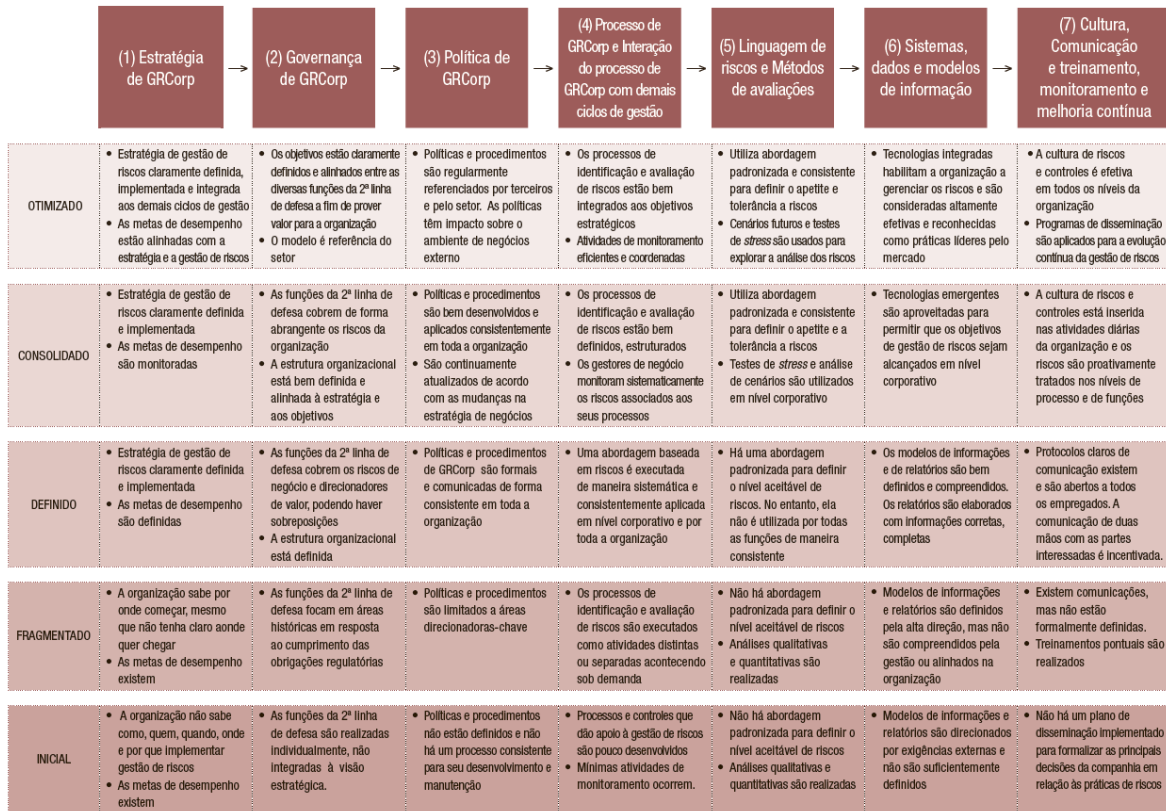 (1) Estratégia
de GRCorp
(2) Governança
de GRCorp
(3) Política de
GRCorp
(4) Processo de
GRCorp e Interação
do processo de
GRCorp com demais
ciclos de gestão
(5) Linguagem de
riscos e Métodos
de avaliações
(6) Sistemas,
dados e modelos
de informação
(7) Cultura,
Comunicação
e treinamento,
monitoramento e
melhoria contínua
OTIMIZADO
• Estratégia de gestão de
riscos claramente definida,
implementada e integrada
aos demais ciclos de gestão
• As metas de desempenho
estão alinhadas com a
estratégia e a gestão de riscos
• Os objetivos estão claramente
definidos e alinhados entre as
diversas funções da 2ª linha
de defesa a fim de prover
valor para a organização
• O modelo é referência do
setor
• Políticas e procedimentos
são regularmente
referenciados por terceiros
e pelo setor. As políticas
têm impacto sobre o
ambiente de negócios
externo
• Os processos de
identificação e avaliação
de riscos estão bem
integrados aos objetivos
estratégicos
• Atividades de monitoramento
eficientes e coordenadas
• Utiliza abordagem
padronizada e consistente
para definir o apetite e
tolerância a riscos
• Cenários futuros e testes
de stress são usados para
explorar a análise dos riscos
• Tecnologias integradas
habilitam a organização a
gerenciar os riscos e são
consideradas altamente
efetivas e reconhecidas
como práticas líderes pelo
mercado
• A cultura de riscos
e controles é efetiva
em todos os níveis da
organização
• Programas de disseminação
são aplicados para a evolução
contínua da gestão de riscos
CONSOLIDADO
• Estratégia de gestão de
riscos claramente definida
e implementada
• As metas de desempenho
são monitoradas
• As funções da 2ª linha de
defesa cobrem de forma
abrangente os riscos da
organização
• A estrutura organizacional
está bem definida e
alinhada à estratégia e
aos objetivos
• Políticas e procedimentos
são bem desenvolvidos e
aplicados consistentemente
em toda a organização
• São continuamente
atualizados de acordo
com as mudanças na
estratégia de negócios
• Os processos de
identificação e avaliação
de riscos estão bem
definidos, estruturados
• Os gestores de negócio
monitoram sistematicamente
os riscos associados aos
seus processos
• Utiliza abordagem
padronizada e consistente
para definir o apetite e a
tolerância a riscos
• Testes de stress e análise
de cenários são utilizados
em nível corporativo
• Tecnologias emergentes
são aproveitadas para
permitir que os objetivos
de gestão de riscos sejam
alcançados em nível
corporativo
• A cultura de riscos e
controles está inserida
nas atividades diárias
da organização e os
riscos são proativamente
tratados nos níveis de
processo e de funções
DEFINIDO
• Estratégia de gestão de
riscos claramente definida
e implementada
• As metas de desempenho
são definidas
• As funções da 2ª linha de
defesa cobrem os riscos de
negócio e direcionadores
de valor, podendo haver
sobreposições
• A estrutura organizacional
está definida
• Políticas e procedimentos
de GRCorp são formais
e comunicadas de forma
consistente em toda a
organização
• Uma abordagem baseada
em riscos é executada
de maneira sistemática e
consistentemente aplicada
em nível corporativo e por
toda a organização
• Há uma abordagem
padronizada para definir
o nível aceitável de
riscos. No entanto, ela
não é utilizada por todas
as funções de maneira
consistente
• Os modelos de informações
e de relatórios são bem
definidos e compreendidos.
Os relatórios são elaborados
com informações corretas,
completas
• Protocolos claros de
comunicação existem
e são abertos a todos
os empregados. A
comunicação de duas
mãos com as partes
interessadas é incentivada.
FRAGMENTADO
• A organização sabe por
onde começar, mesmo
que não tenha claro aonde
quer chegar
• As metas de desempenho
existem
• As funções da 2ª linha de
defesa focam em áreas
históricas em resposta
ao cumprimento das
obrigações regulatórias
• Políticas e procedimentos
são limitados a áreas
direcionadoras-chave
• Os processos de
identificação e avaliação
de riscos são executados
como atividades distintas
ou separadas acontecendo
sob demanda
• Não há abordagem
padronizada para definir o
nível aceitável de riscos
• Análises qualitativas
e quantitativas são
realizadas
• Modelos de informações
e relatórios são definidos
pela alta direção, mas não
são compreendidos pela
gestão ou alinhados na
organização
• Existem comunicações,
mas não estão
formalmente definidas.
• Treinamentos pontuais são
realizados
INICIAL
• A organização não sabe
como, quem, quando, onde
e por que implementar
gestão de riscos
• As metas de desempenho
existem
• As funções da 2ª linha
de defesa são realizadas
individualmente, não
integradas à visão
estratégica.
• Políticas e procedimentos
não estão definidos e não
há um processo consistente
para seu desenvolvimento e
manutenção
• Processos e controles que
dão apoio à gestão de riscos
são pouco desenvolvidos
• Mínimas atividades de
monitoramento ocorrem.
• Não há abordagem
padronizada para definir o
nível aceitável de riscos
• Análises qualitativas e
quantitativas são realizadas
• Modelos de informações e
relatórios são direcionados
por exigências externas e
não são suficientemente
definidos
• Não há um plano de
disseminação implementado
para formalizar as principais
decisões da companhia em
relação às práticas de riscos